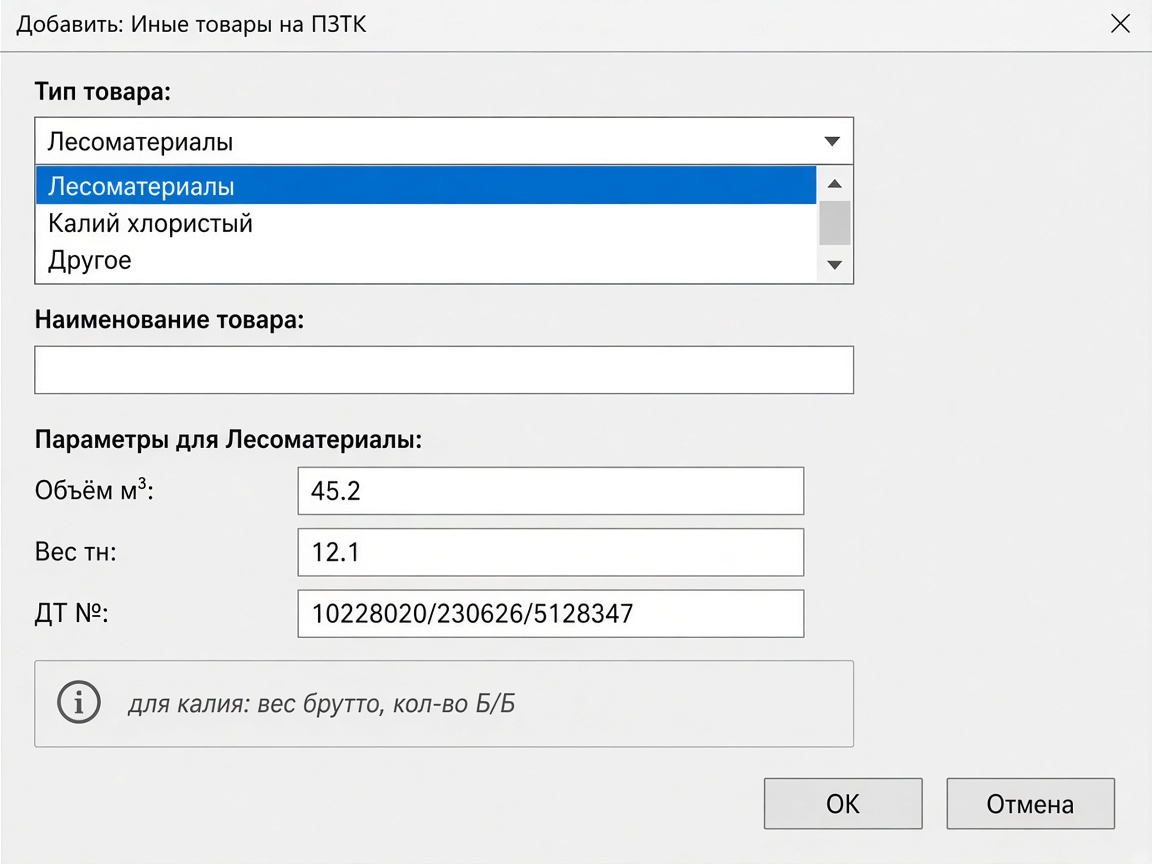 Добавить: Иные товары на ПЗТК
Тип товара:
Лесоматериалы
Лесоматериалы
Калий хлористый
Другое
Наименование товара:
Параметры для Лесоматериалы:
Объём м³: 45.2
Вес тн: 12.1
ДТ №: 10228020/230626/5128347
для калия: вес брутто, кол-во Б/Б
ОК Отмена